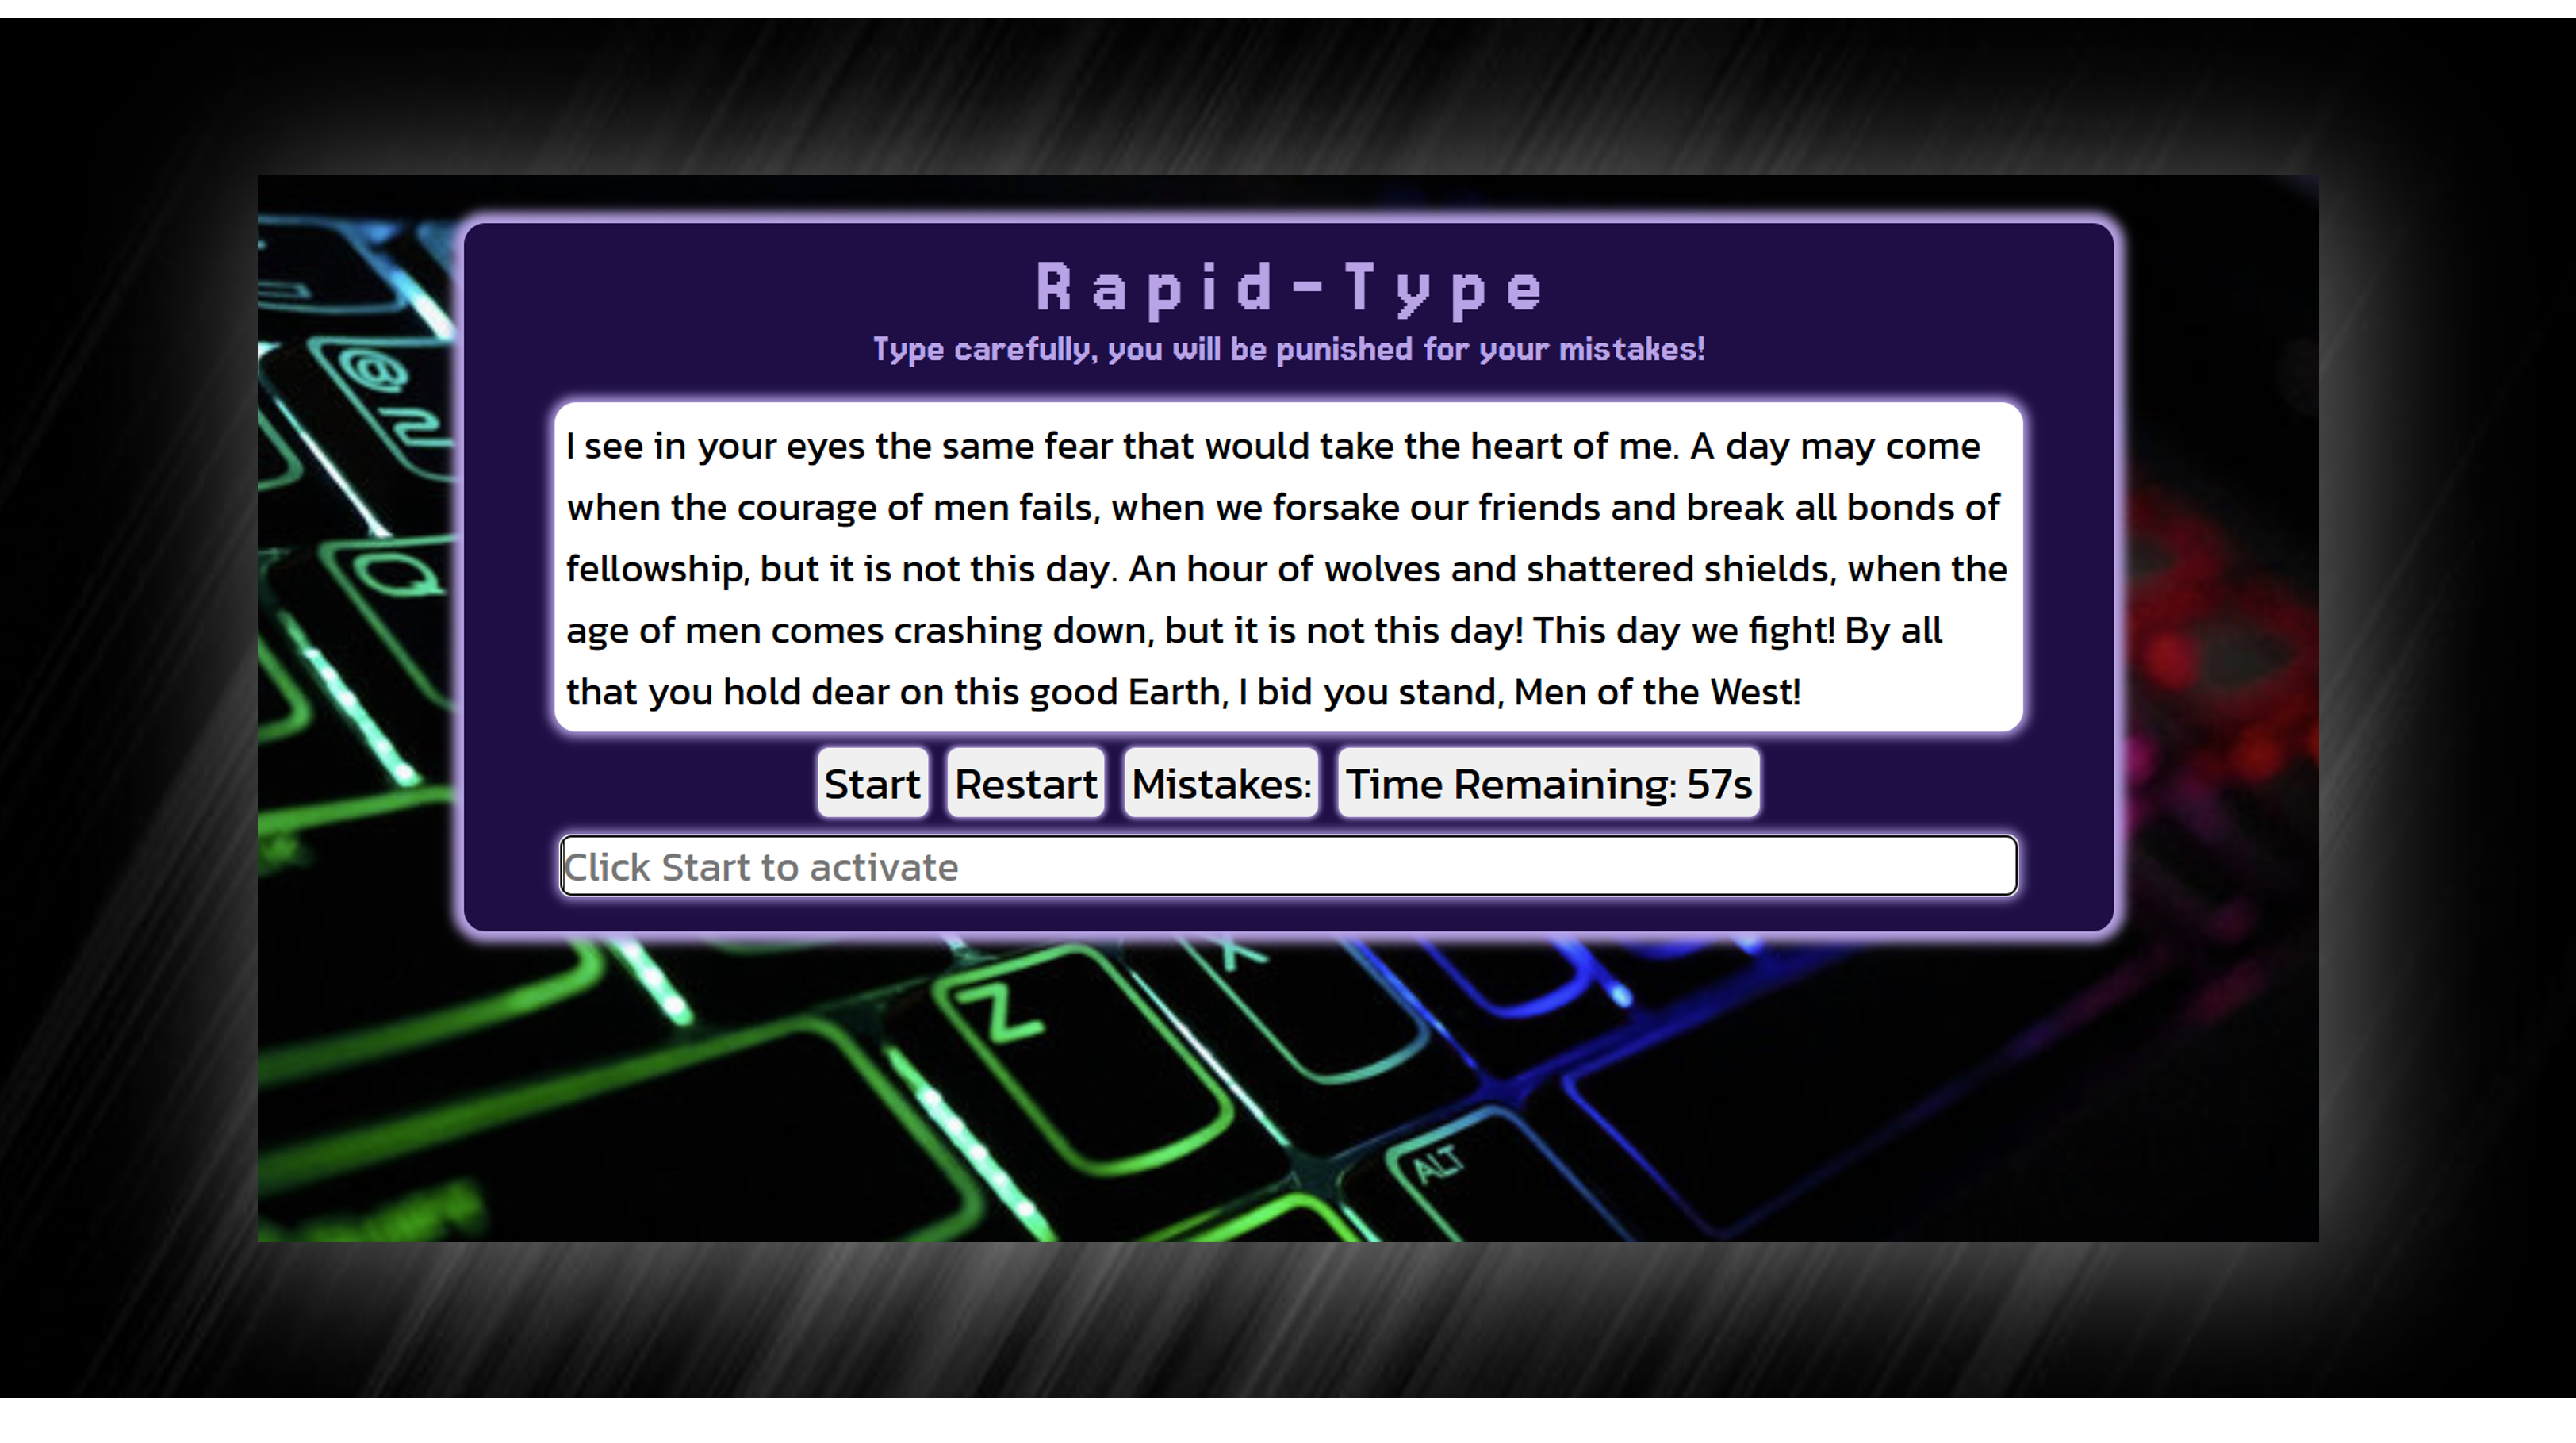 Rapid-Type
Type carefully, you will be punished for your mistakes!
I see in your eyes the same fear that would take the heart of me. A day may come
when the courage of men fails, when we forsake our friends and break all bonds of
fellowship, but it is not this day. An hour of wolves and shattered shields, when the
age of men comes crashing down, but it is not this day! This day we fight! By all
that you hold dear on this good Earth, I bid you stand, Men of the West!
Start Restart Mistakes: Time Remaining: 57s
Click Start to activate
@
2
Q
Z
X
ALT